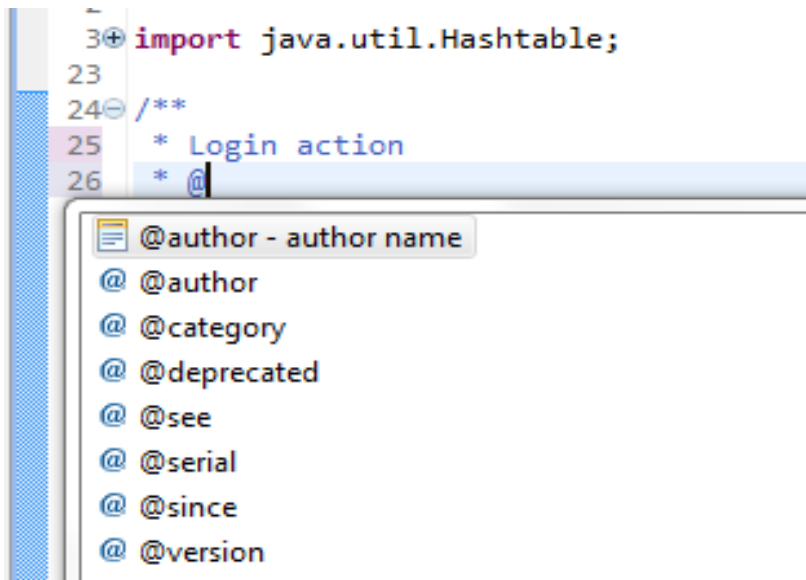 3 import java.util.Hashtable;
23
24 /**
25 * Login action
26 * @
@author - author name
@author
@category
@deprecated
@see
@serial
@since
@version